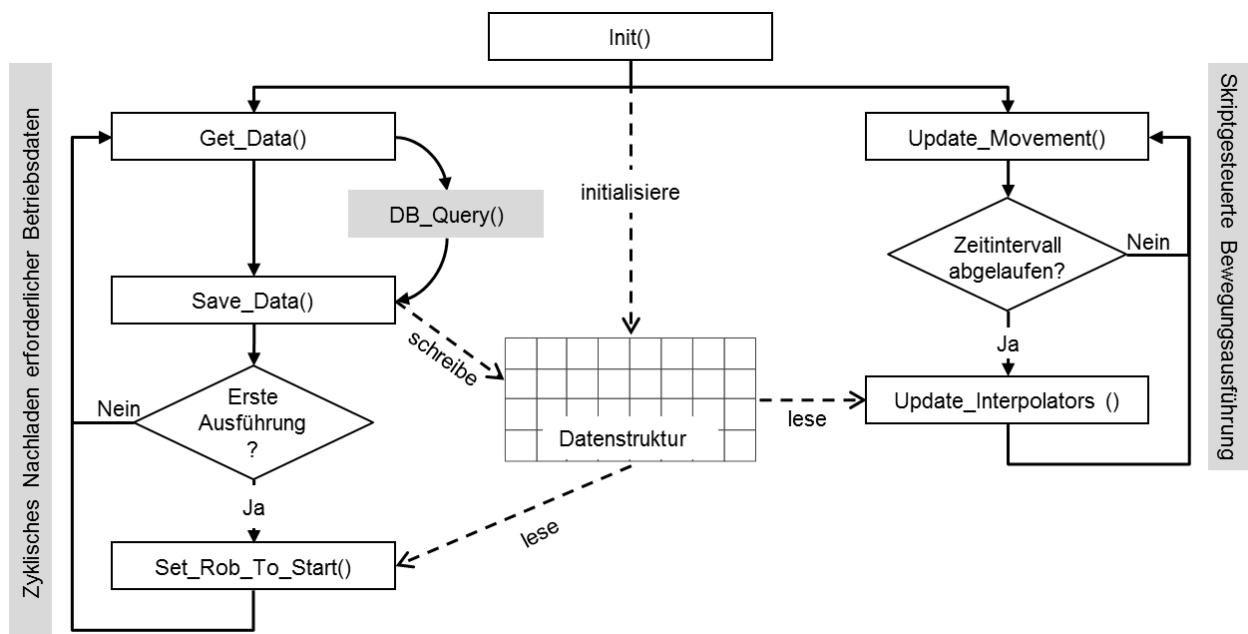 Init()
Zyklisches Nachladen erforderlicher Betriebsdaten
Get_Data()
DB_Query()
Save_Data()
schreibe
Erste
Ausführung
?
Nein
Ja
Set_Rob_To_Start()
initialisiere
Datenstruktur
lese
lese
Update_Movement()
Zeitintervall
abgelaufen?
Nein
Ja
Update_Interpolators ()
Skriptgesteuerte Bewegungsausführung